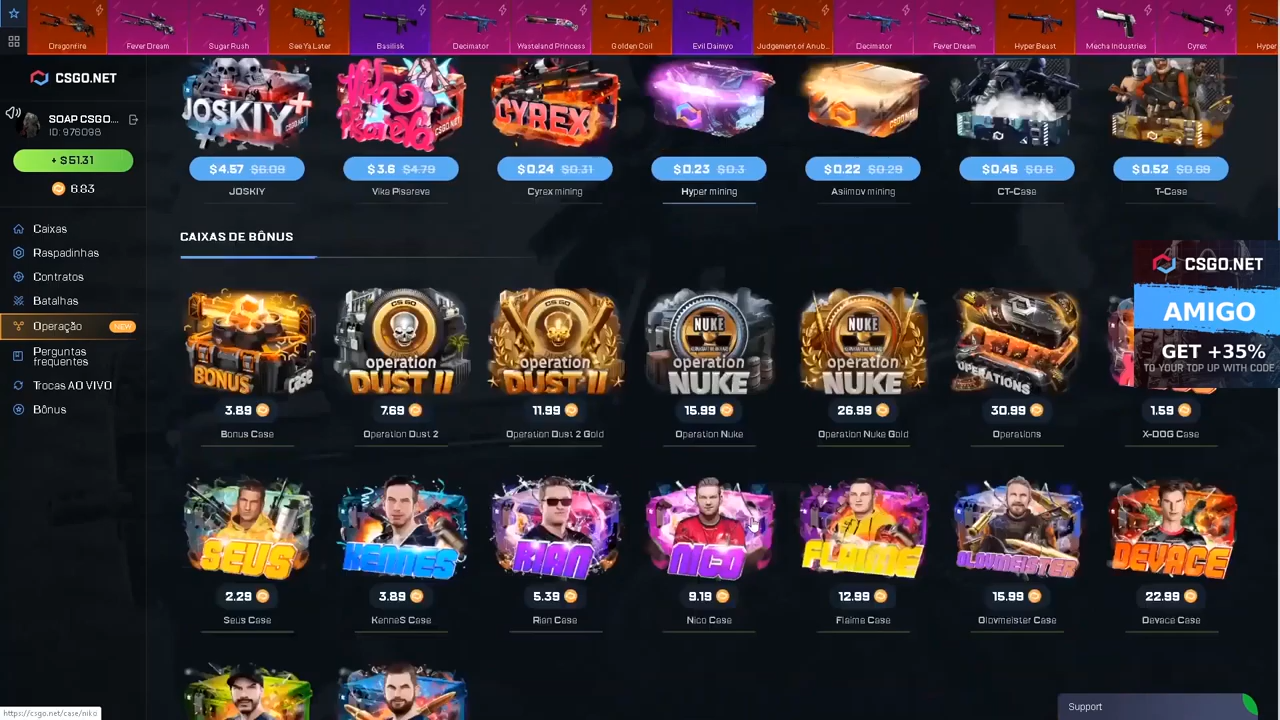 Dragonfire
Fever Dream
Sugar Rush
See Ya Later
Basilisk
Decimator
Wasteland Princess
Golden Coil
Evil Daimyo
Judgement of Anub...
Decimator
Fever Dream
Hyper Beast
Mecha Industries
Cyrex
Hyper
CSGO.NET
SOAP CSGO....
ID: 976098
+ $51.31
6.83
Caixas
Raspadinhas
Contratos
Batalhas
Operação NEW
Perguntas
frequentes
Trocas AO VIVO
Bônus
JOSKIY
CYREX
$4.57 $6.09
$3.6 $4.79
$0.24 $0.31
$0.23 $0.3
$0.22 $0.29
$0.45 $0.6
$0.52 $0.69
JOSKIY
Vika Pisareva
Cyrex mining
Hyper mining
Asiimov mining
CT-Case
T-Case
CAIXAS DE BÔNUS
BONUS case
CS GO
operation
DUST II
CS GO
operation
DUST II
NUKE
operation
NUKE
NUKE
operation
NUKE
OPERATIONS
3.89
7.69
11.99
15.99
26.99
30.99
1.59
Bonus Case
Operation Dust 2
Operation Dust 2 Gold
Operation Nuke
Operation Nuke Gold
Operations
X-DOG Case
CSGO.NET
AMIGO
GET +35%
TO YOUR TOP UP WITH CODE
SEUS
KENNES
RIAN
NICO
FLAIME
OLOVMEISTER
DEVACE
2.29
3.89
5.39
9.19
12.99
15.99
22.99
Seus Case
KenneS Case
Rian Case
Nico Case
Flaime Case
Olovmeister Case
Devace Case
https://csgo.net/case/niko
Support